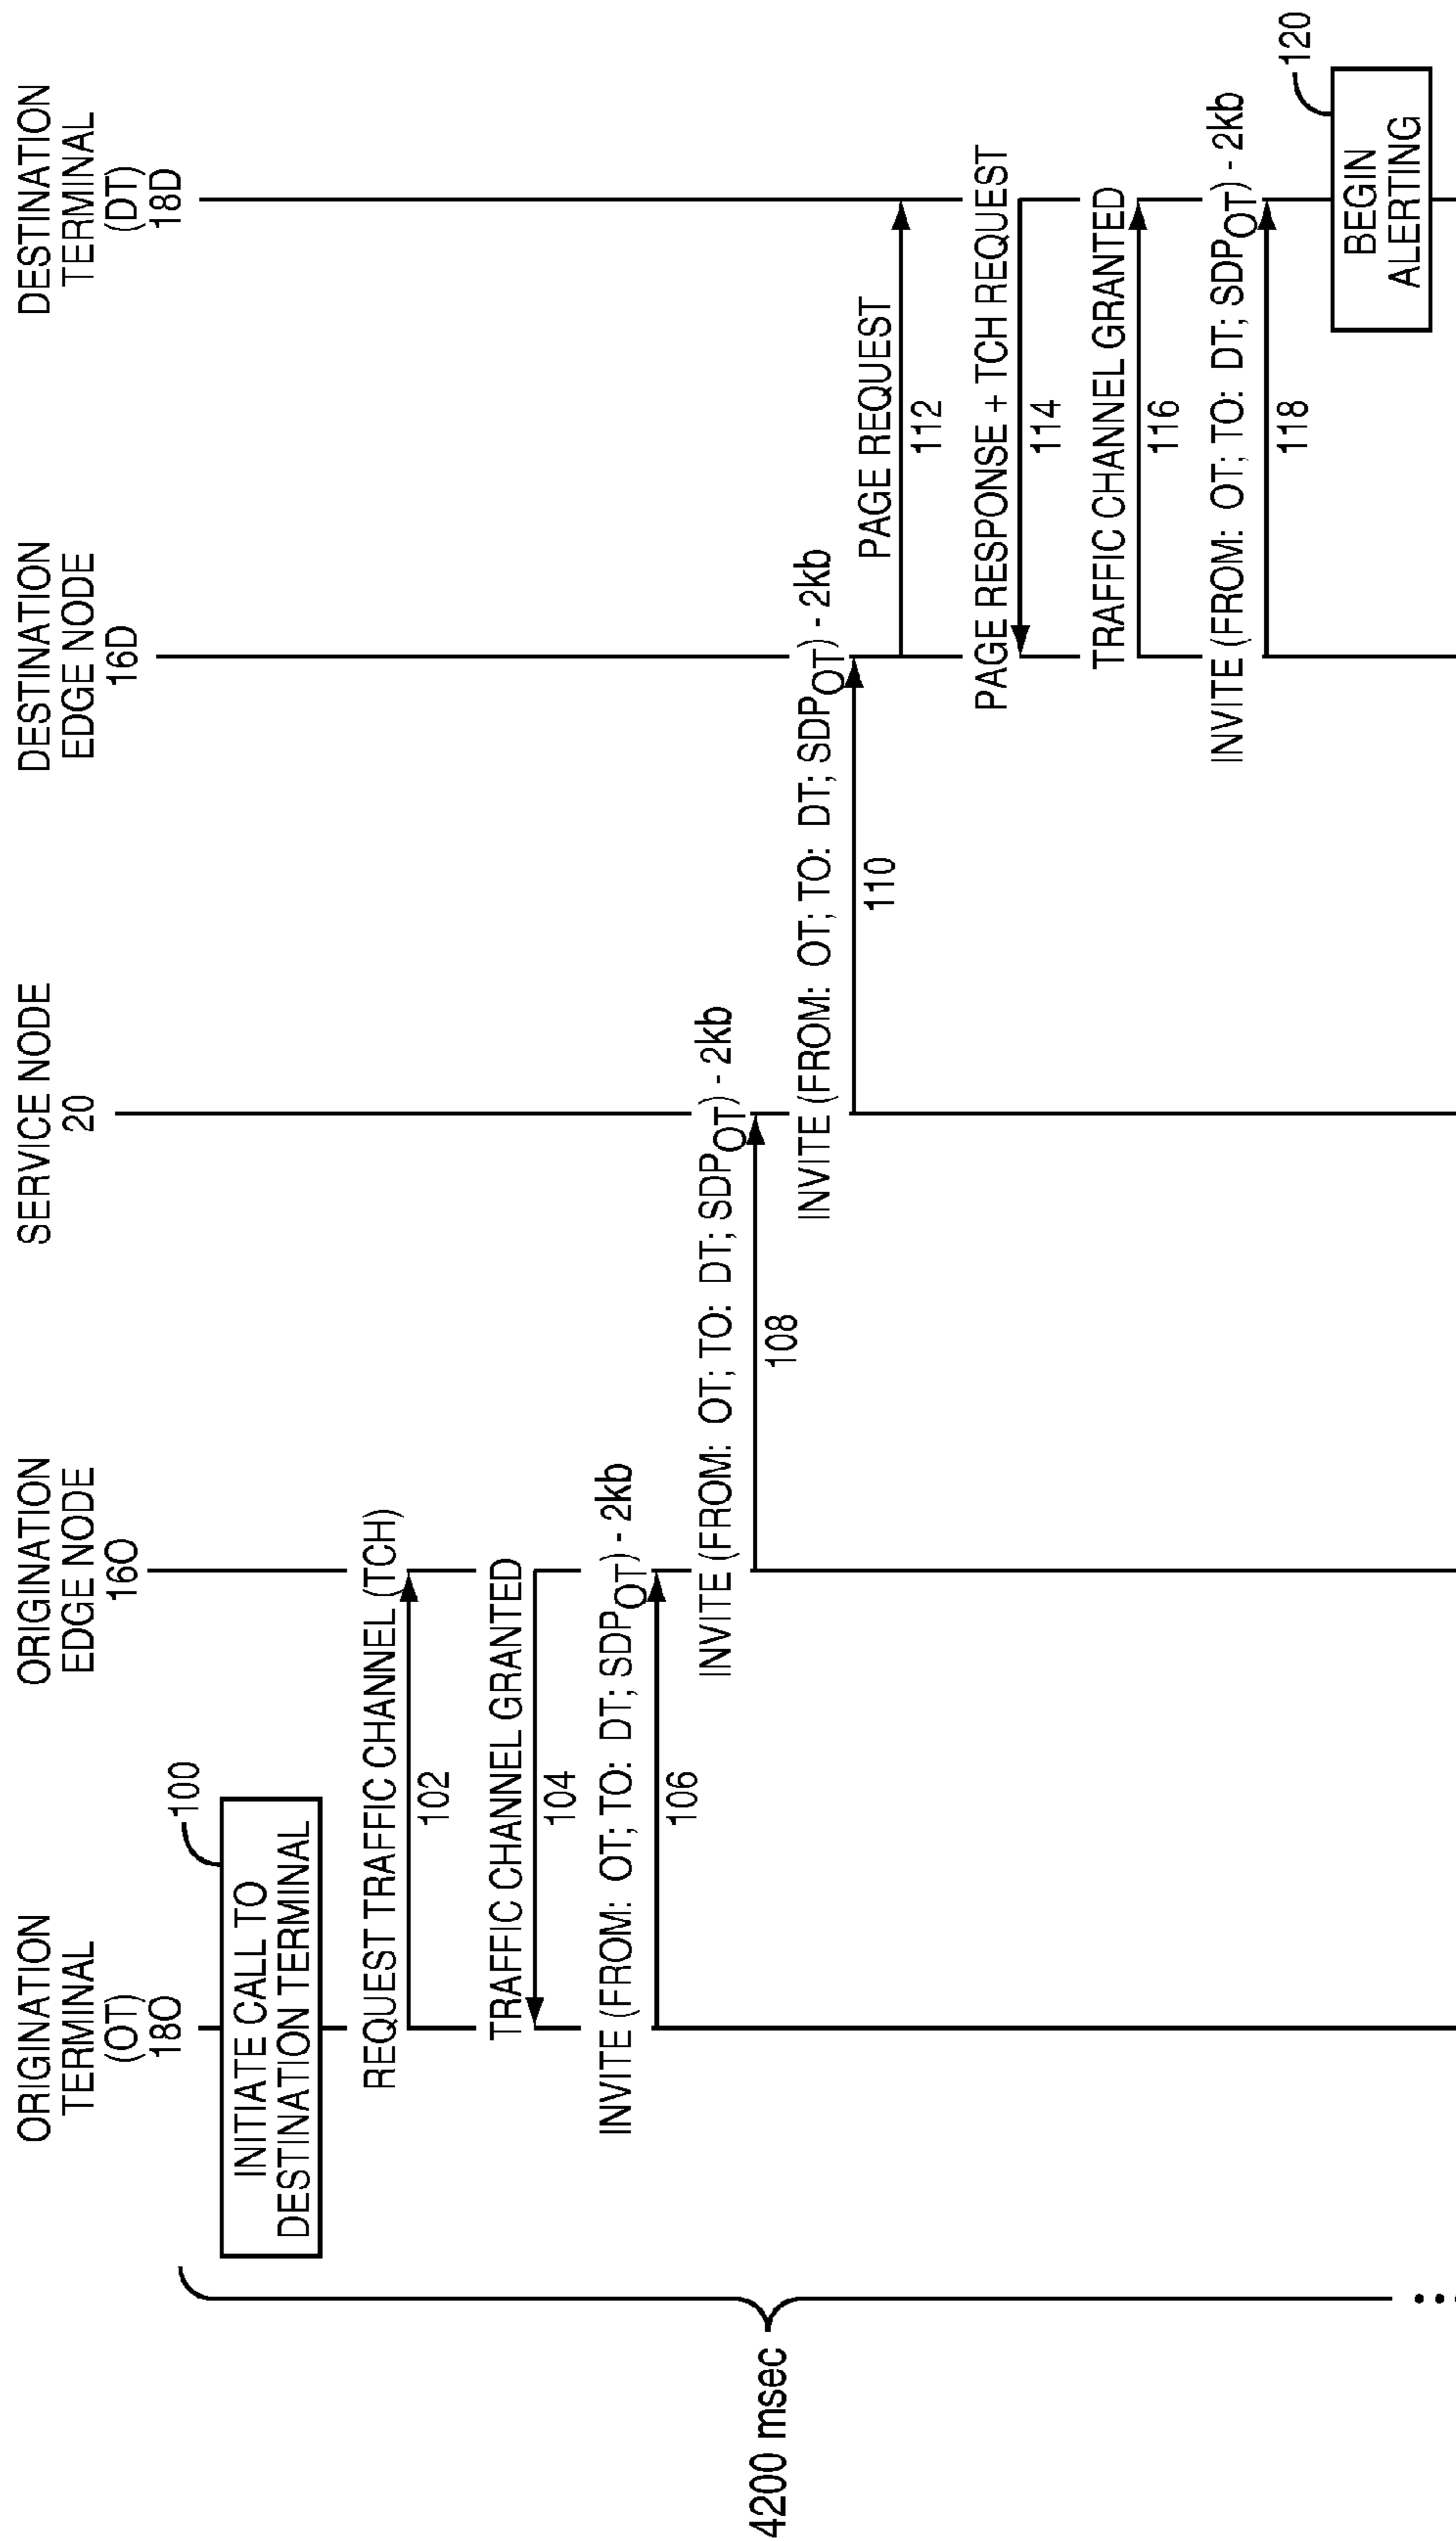 ORIGINATION
TERMINAL
(OT)
18O
ORIGINATION
EDGE NODE
16O
SERVICE NODE
20
DESTINATION
EDGE NODE
16D
DESTINATION
TERMINAL
(DT)
18D
100
INITIATE CALL TO
DESTINATION TERMINAL
REQUEST TRAFFIC CHANNEL (TCH)
102
TRAFFIC CHANNEL GRANTED
104
INVITE (FROM: OT; TO: DT; SDPOT) - 2kb
106
INVITE (FROM: OT; TO: DT; SDPOT) - 2kb
108
4200 msec
INVITE (FROM: OT; TO: DT; SDPOT) - 2kb
110
PAGE REQUEST
112
PAGE RESPONSE + TCH REQUEST
114
TRAFFIC CHANNEL GRANTED
116
INVITE (FROM: OT; TO: DT; SDPOT) - 2kb
118
120
BEGIN
ALERTING